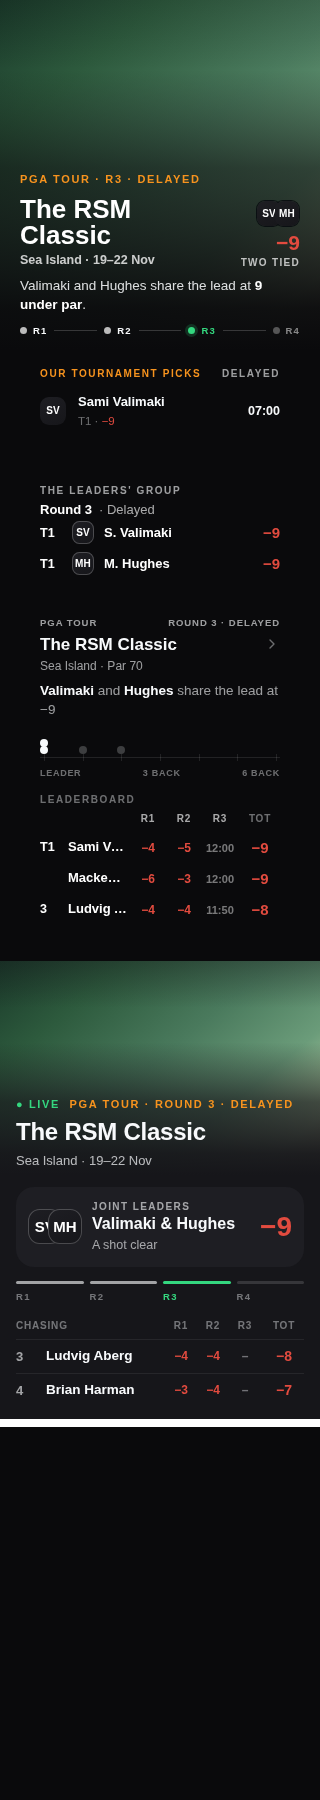 PGA TOUR · R3 · DELAYED
The RSM
Classic
SV MH
−9
Sea Island · 19–22 Nov
TWO TIED
Valimaki and Hughes share the lead at 9
under par.
R1 R2 R3 R4
OUR TOURNAMENT PICKS DELAYED
SV Sami Valimaki 07:00
T1 · −9
THE LEADERS' GROUP
Round 3 · Delayed
T1 SV S. Valimaki −9
T1 MH M. Hughes −9
PGA TOUR ROUND 3 · DELAYED
The RSM Classic
Sea Island · Par 70
Valimaki and Hughes share the lead at
−9
LEADER 3 BACK 6 BACK
LEADERBOARD
R1 R2 R3 TOT
T1 Sami V… −4 −5 12:00 −9
Macke… −6 −3 12:00 −9
3 Ludvig … −4 −4 11:50 −8
● LIVE PGA TOUR · ROUND 3 · DELAYED
The RSM Classic
Sea Island · 19–22 Nov
JOINT LEADERS
SV MH Valimaki & Hughes −9
A shot clear
R1 R2 R3 R4
CHASING R1 R2 R3 TOT
3 Ludvig Aberg −4 −4 – −8
4 Brian Harman −3 −4 – −7